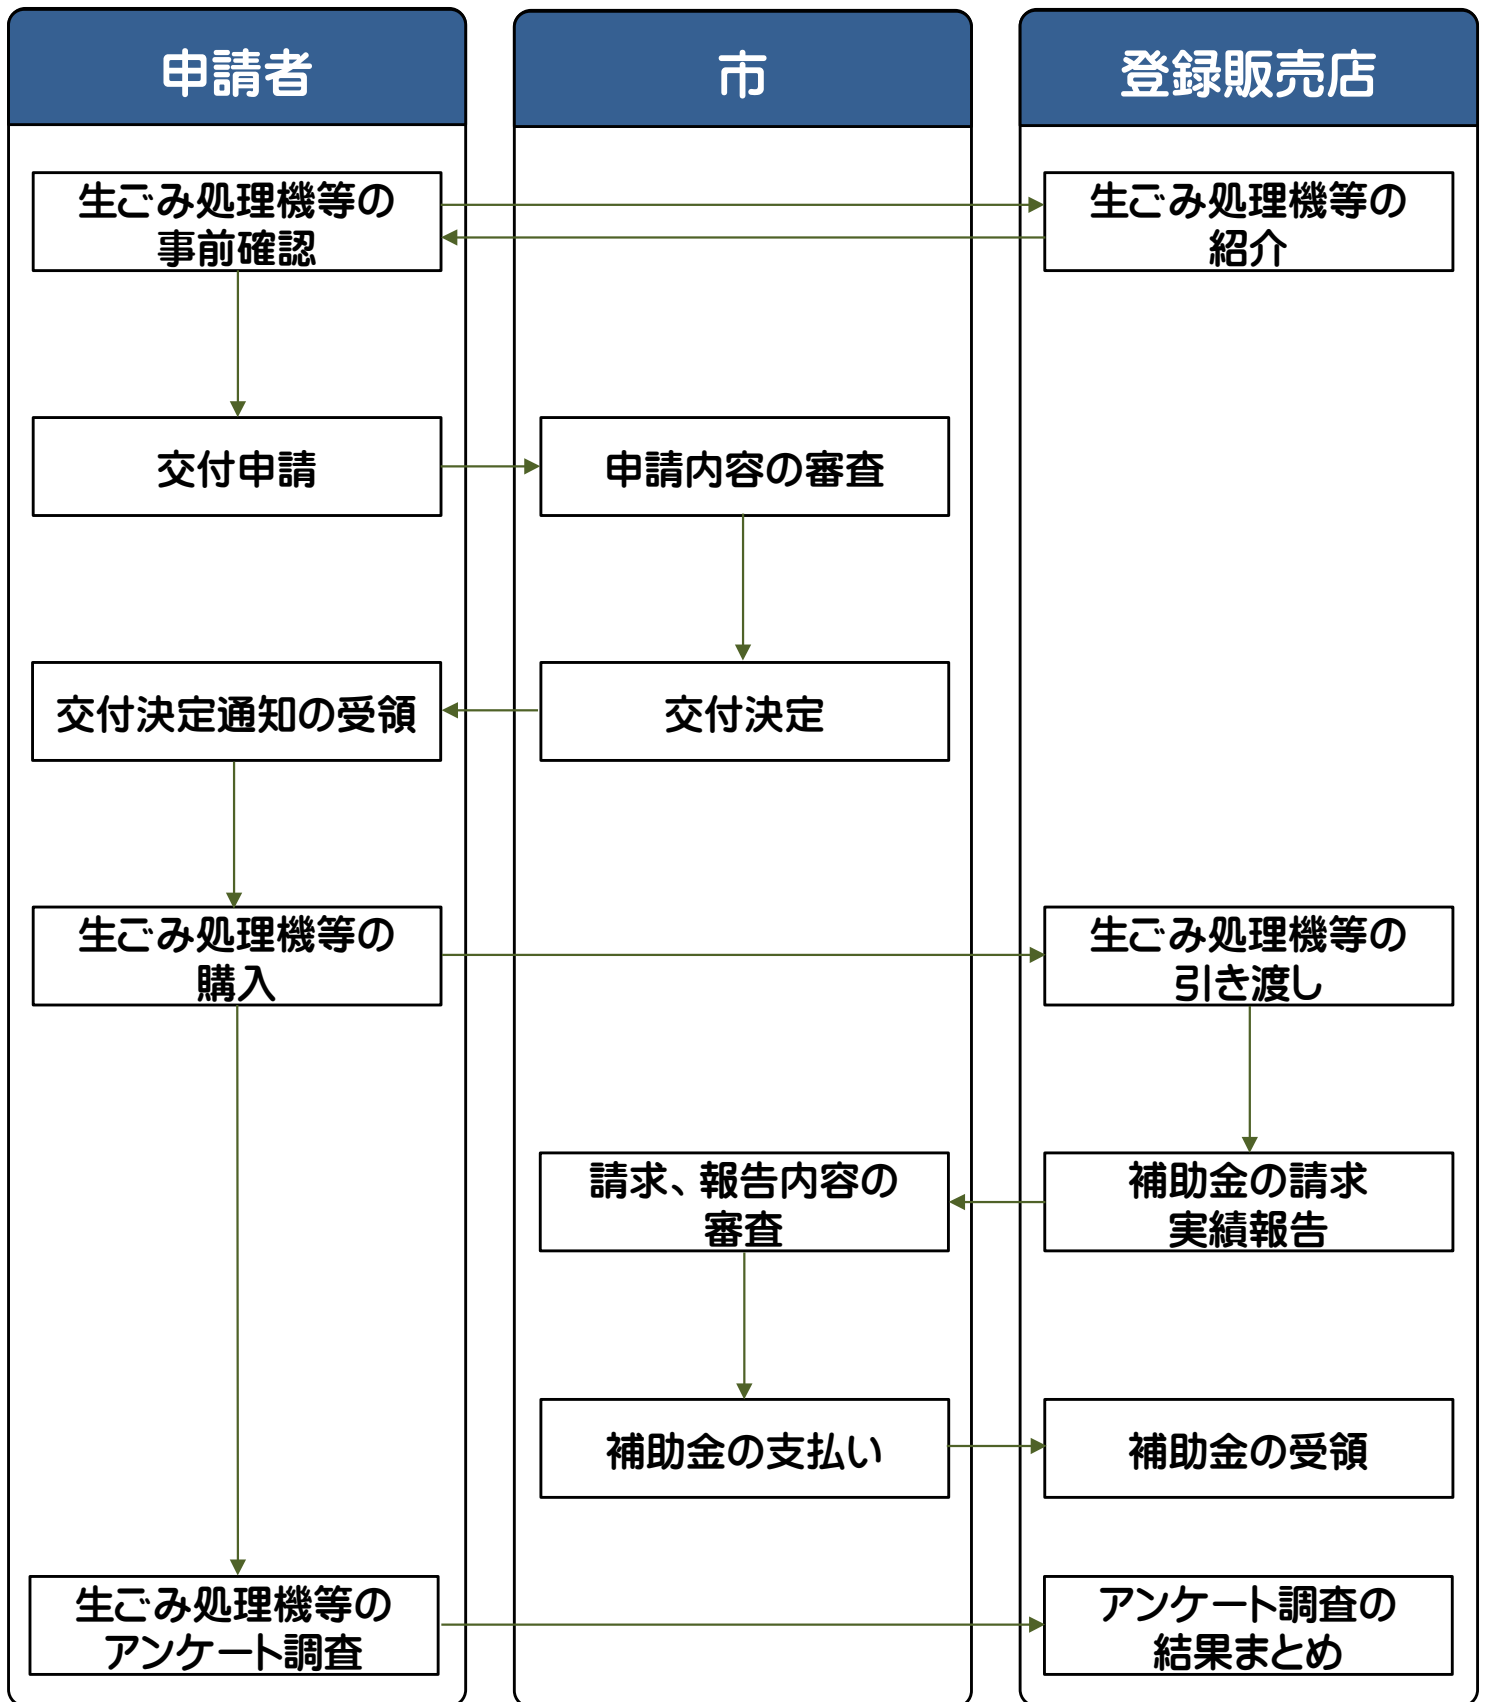 申請者
市
登録販売店
生ごみ処理機等の
事前確認
生ごみ処理機等の
紹介
交付申請
申請内容の審査
交付決定通知の受領
交付決定
生ごみ処理機等の
購入
生ごみ処理機等の
引き渡し
請求、報告内容の
審査
補助金の請求
実績報告
補助金の支払い
補助金の受領
生ごみ処理機等の
アンケート調査
アンケート調査の
結果まとめ